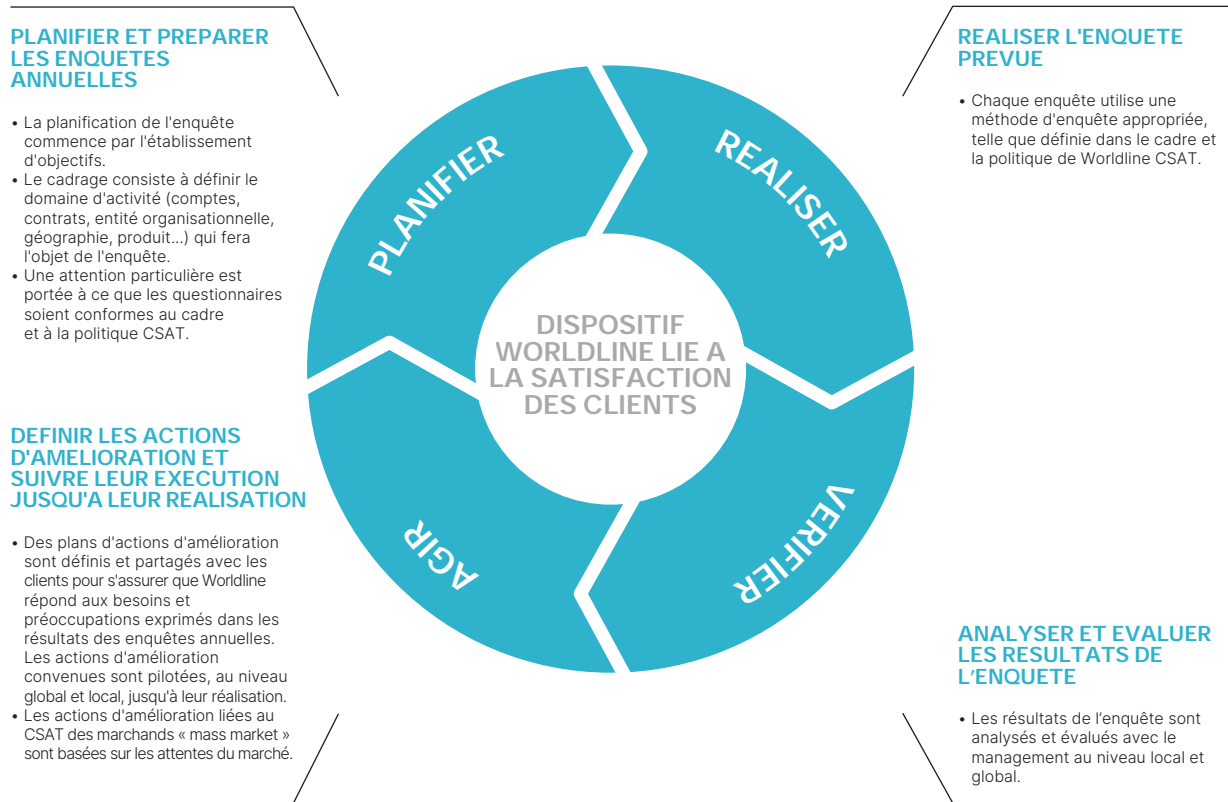 PLANIFIER ET PREPARER
LES ENQUETES
ANNUELLES
• La planification de l'enquête
commence par l'établissement
d'objectifs.
• Le cadrage consiste à définir le
domaine d'activité (comptes,
contrats, entité organisationnelle,
géographie, produit...) qui fera
l'objet de l'enquête.
• Une attention particulière est
portée à ce que les questionnaires
soient conformes au cadre
et à la politique CSAT.
REALISER L'ENQUETE
PREVUE
• Chaque enquête utilise une
méthode d'enquête appropriée,
telle que définie dans le cadre et
la politique de Worldline CSAT.
PLANIFIER
REALISER
DISPOSITIF
WORLDLINE LIE A
LA SATISFACTION
DES CLIENTS
AGIR
VERIFIER
DEFINIR LES ACTIONS
D'AMELIORATION ET
SUIVRE LEUR EXECUTION
JUSQU'A LEUR REALISATION
• Des plans d'actions d'amélioration
sont définis et partagés avec les
clients pour s'assurer que Worldline
répond aux besoins et
préoccupations exprimés dans les
résultats des enquêtes annuelles.
Les actions d'amélioration
convenues sont pilotées, au niveau
global et local, jusqu'à leur réalisation.
• Les actions d'amélioration liées au
CSAT des marchands « mass market »
sont basées sur les attentes du marché.
ANALYSER ET EVALUER
LES RESULTATS DE
L’ENQUETE
• Les résultats de l’enquête sont
analysés et évalués avec le
management au niveau local et
global.